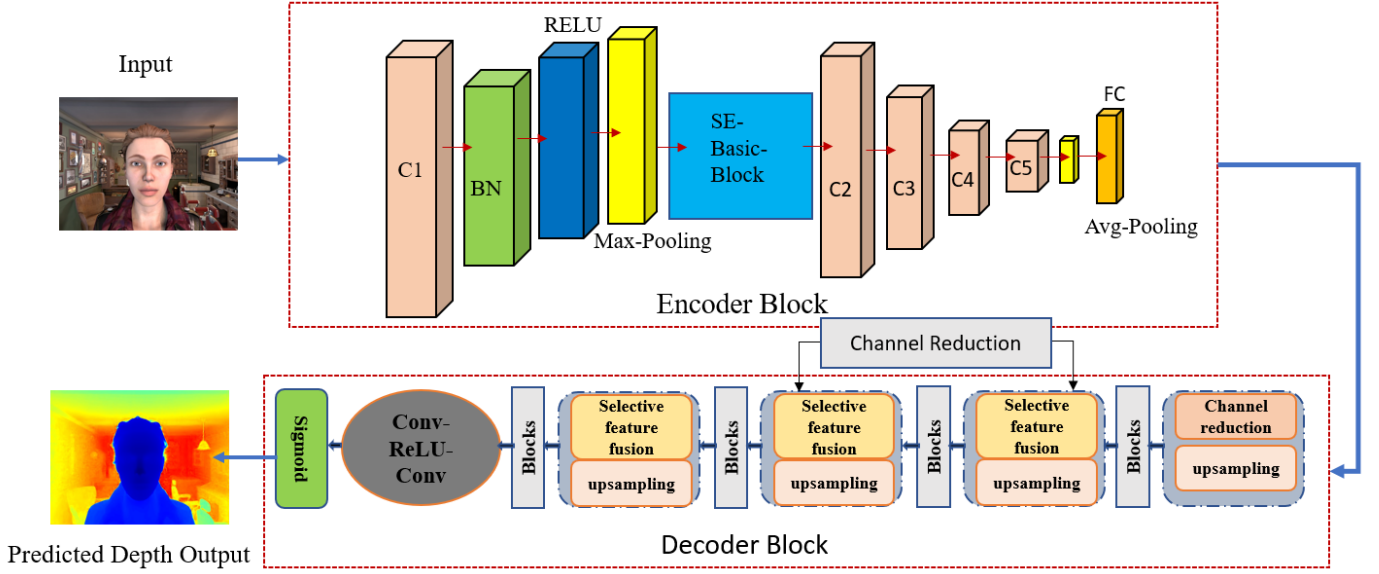 Input
C1
BN
RELU
Max-Pooling
SE-
Basic-
Block
C2
C3
C4
C5
FC
Avg-Pooling
Encoder Block
Channel Reduction
Channel
reduction
upsampling
Blocks
Selective
feature
fusion
upsampling
Blocks
Selective
feature
fusion
upsampling
Blocks
Selective
feature
fusion
upsampling
Blocks
Conv-
ReLU-
Conv
Sigmoid
Decoder Block
Predicted Depth Output